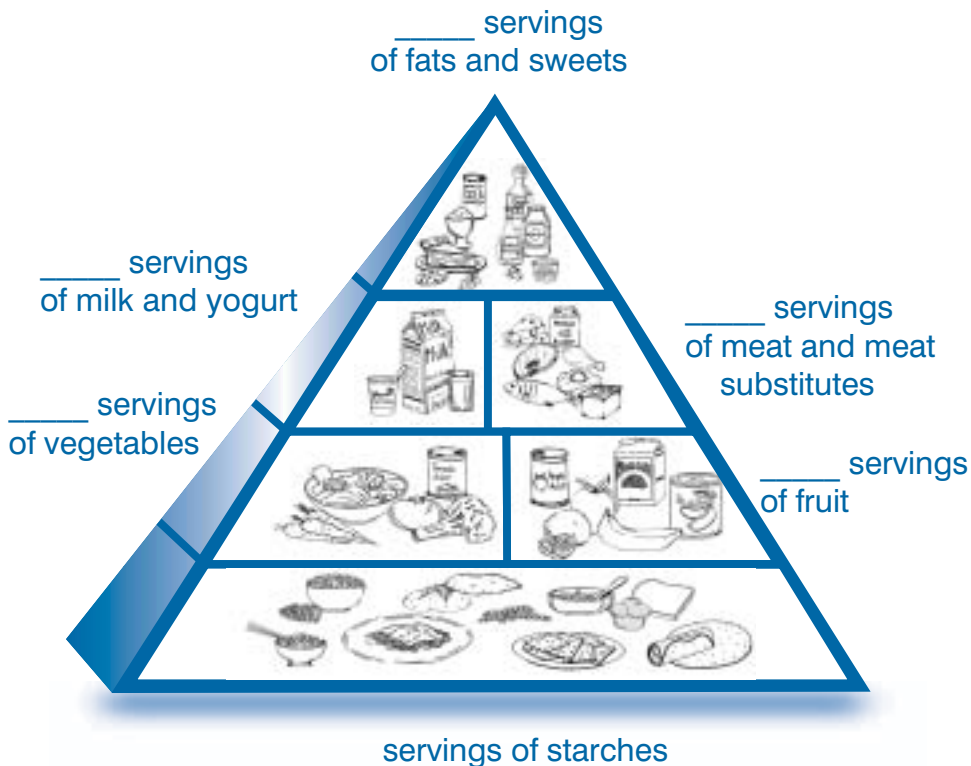 _____ servings
of fats and sweets
_____ servings
of milk and yogurt
_____ servings
of meat and meat
substitutes
_____ servings
of vegetables
_____ servings
of fruit
servings of starches